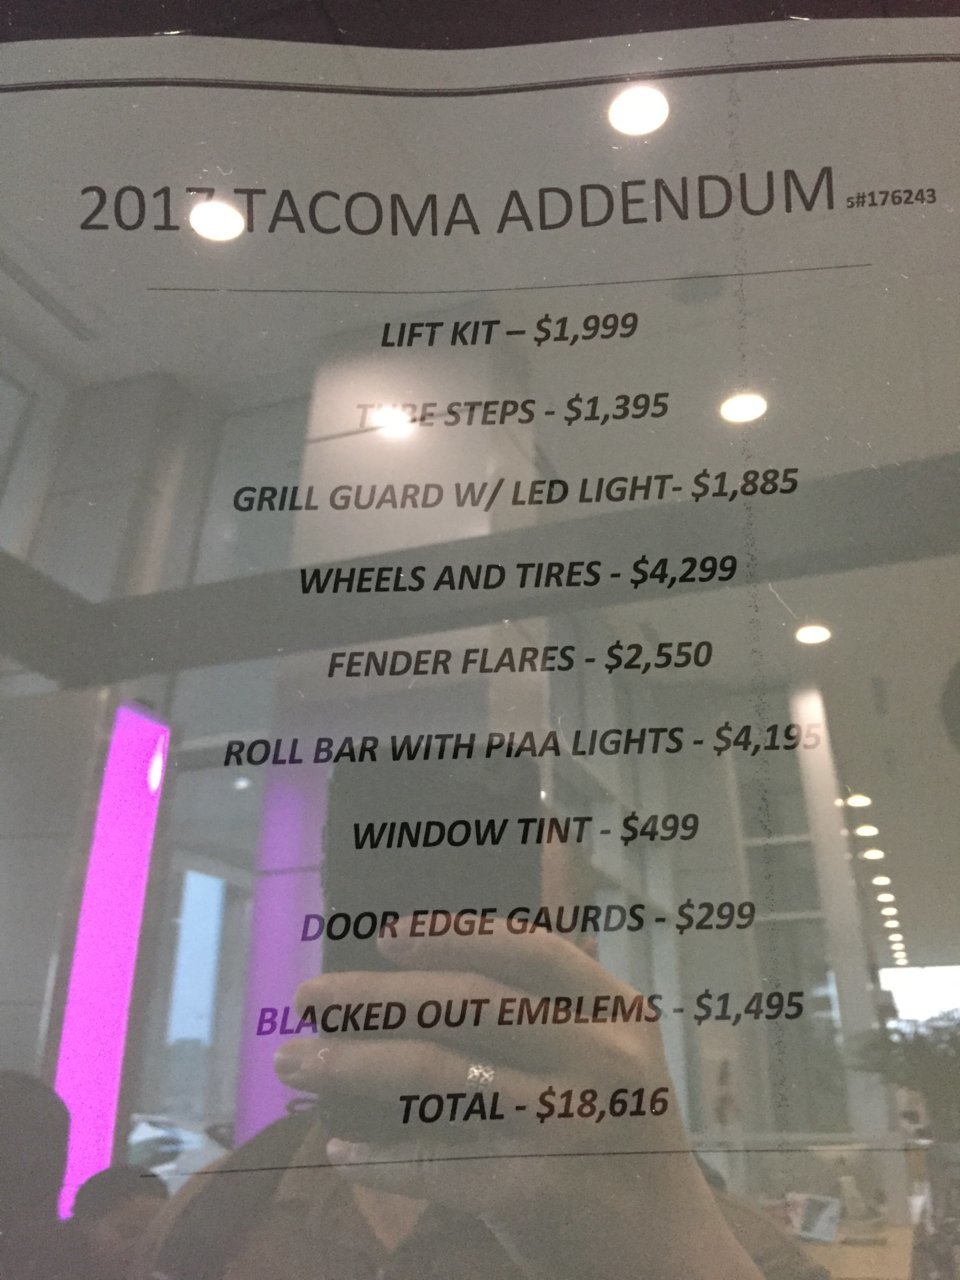 2017 TACOMA ADDENDUM s#176243
LIFT KIT – $1,999
TUBE STEPS - $1,395
GRILL GUARD W/ LED LIGHT- $1,885
WHEELS AND TIRES - $4,299
FENDER FLARES - $2,550
ROLL BAR WITH PIAA LIGHTS - $4,195
WINDOW TINT - $499
DOOR EDGE GAURDS - $299
BLACKED OUT EMBLEMS - $1,495
TOTAL - $18,616